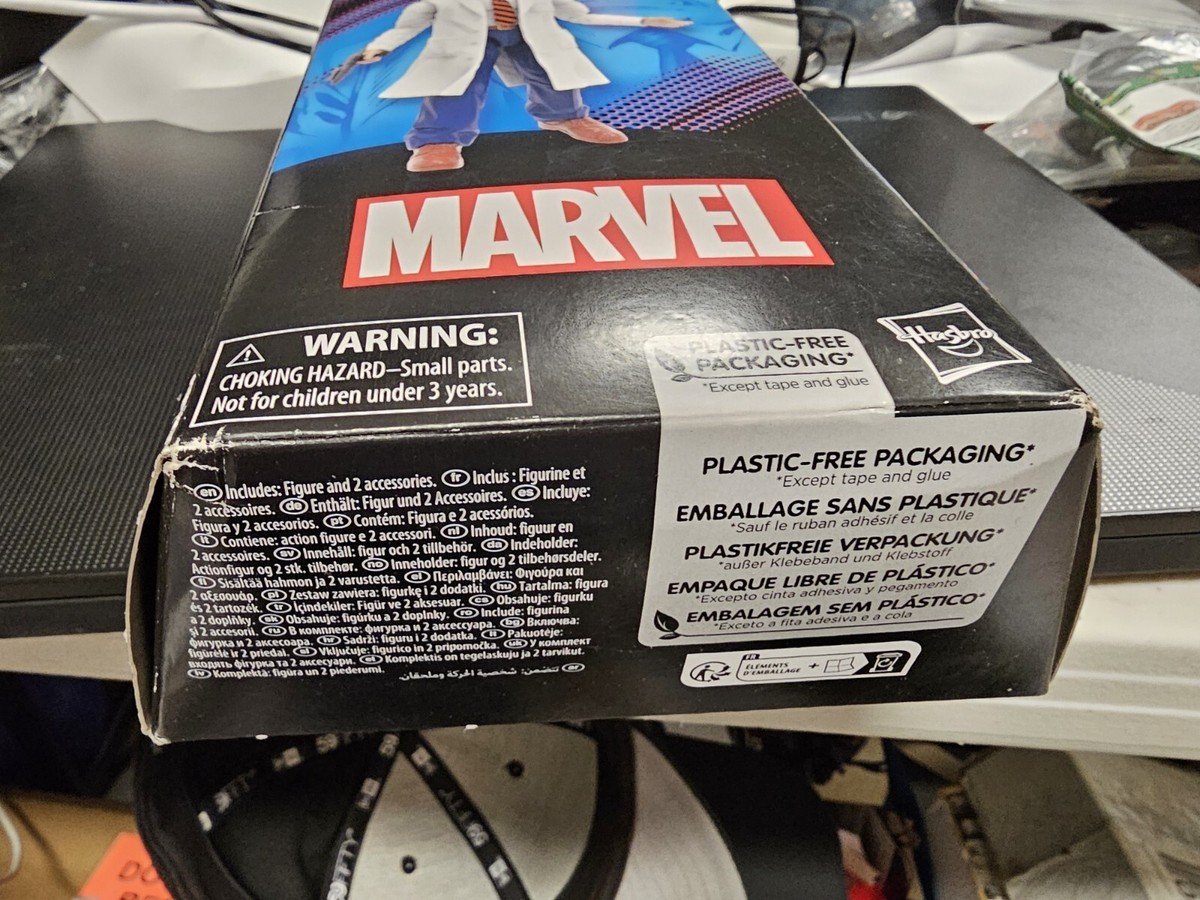 MARVEL
WARNING:
CHOKING HAZARD–Small parts.
Not for children under 3 years.
PLASTIC-FREE
PACKAGING*
*Except tape and glue
Hasbro
en Includes: Figure and 2 accessories. fr Inclus : Figurine et
2 accessoires. de Enthält: Figur und 2 Accessoires. es Incluye:
Figura y 2 accesorios. pt Contém: Figura e 2 acessórios.
it Contiene: action figure e 2 accessori. nl Inhoud: figuur en
2 accessoires. sv Innehåll: figur och 2 tillbehör. da Indeholder:
Actionfigur og 2 stk. tilbehør. no Inneholder: figur og 2 tilbehørsdeler.
fi Sisältää hahmon ja 2 varustetta. el Περιλαμβάνει: Φιγούρα και
2 αξεσουάρ. pl Zestaw zawiera: figurkę i 2 dodatki. hu Tartalma: figura
és 2 tartozék. tr İçindekiler: Figür ve 2 aksesuar. cs Obsahuje: figurku
a 2 doplňky. sk Obsahuje: figúrku a 2 doplnky. ro Include: figurina
și 2 accesorii. ru В комплекте: фигурка и 2 аксессуара. bg Включва:
фигурка и 2 аксесоара. hr Sadrži: figuru i 2 dodatka. lt Pakuotėje:
figūrėlė ir 2 priedai. sl Vključuje: figurico in 2 pripomočka. uk У комплект
входять фігурка та 2 аксесуари. et Komplektis on tegelaskuju ja 2 tarvikut.
lv Komplektā: figūra un 2 piederumi. ar تتضمن: شخصية الحركة وملحقان.
PLASTIC-FREE PACKAGING*
*Except tape and glue
EMBALLAGE SANS PLASTIQUE*
*Sauf le ruban adhésif et la colle
PLASTIKFREIE VERPACKUNG*
*außer Klebeband und Klebstoff
EMPAQUE LIBRE DE PLÁSTICO*
*Excepto cinta adhesiva y pegamento
EMBALAGEM SEM PLÁSTICO*
*Exceto a fita adesiva e a cola
FR
ÉLÉMENTS
D'EMBALLAGE +